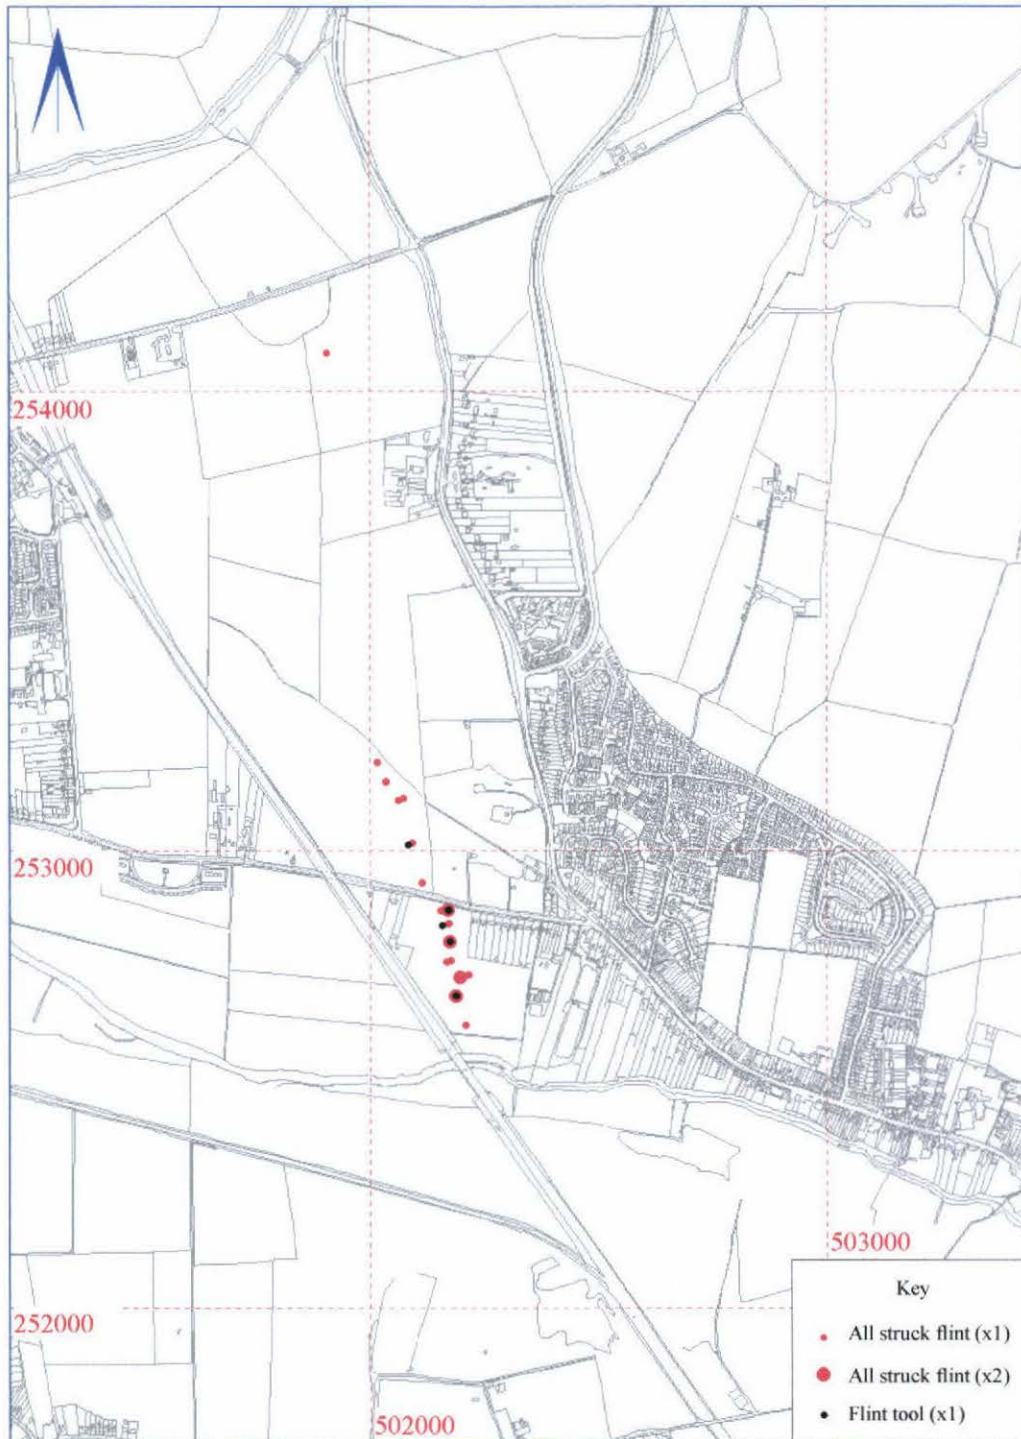 254000
253000
503000
252000
502000
Key
All struck flint (x1)
All struck flint (x2)
Flint tool (x1)